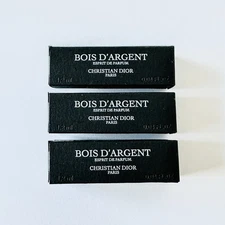 BOIS D'ARGENT
ESPRIT DE PARFUM
CHRISTIAN DIOR
PARIS
BOIS D'ARGENT
ESPRIT DE PARFUM
CHRISTIAN DIOR
PARIS
BOIS D'ARGENT
ESPRIT DE PARFUM
CHRISTIAN DIOR
PARIS